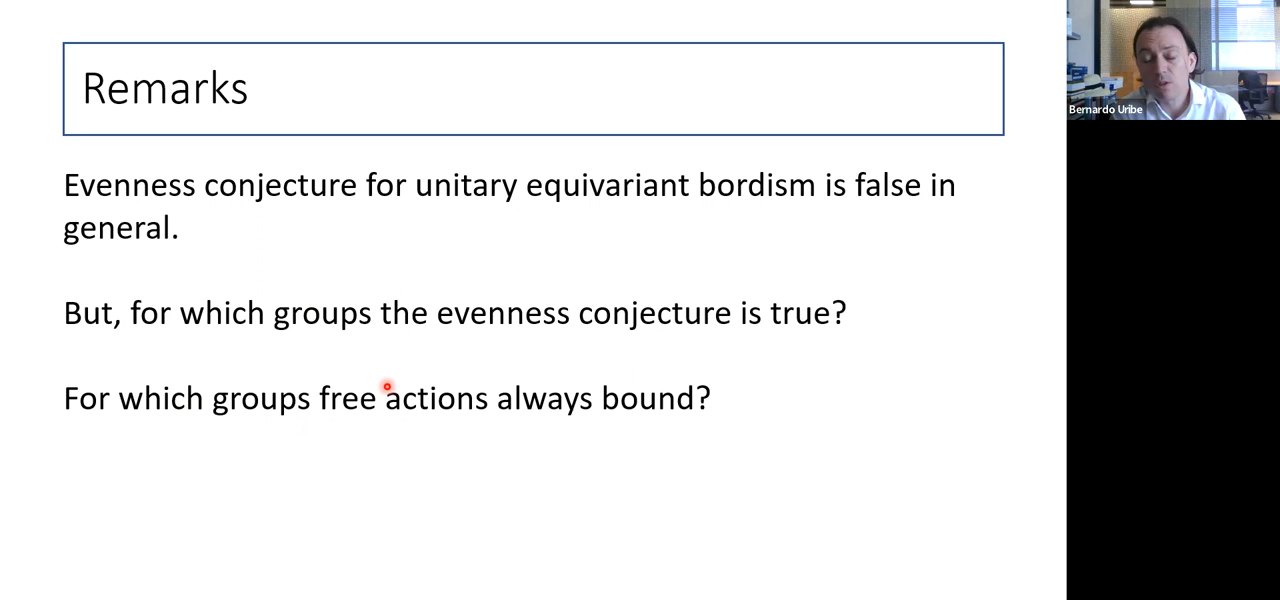 Remarks
Bernardo Uribe
Evenness conjecture for unitary equivariant bordism is false in
general.
But, for which groups the evenness conjecture is true?
For which groups free actions always bound?